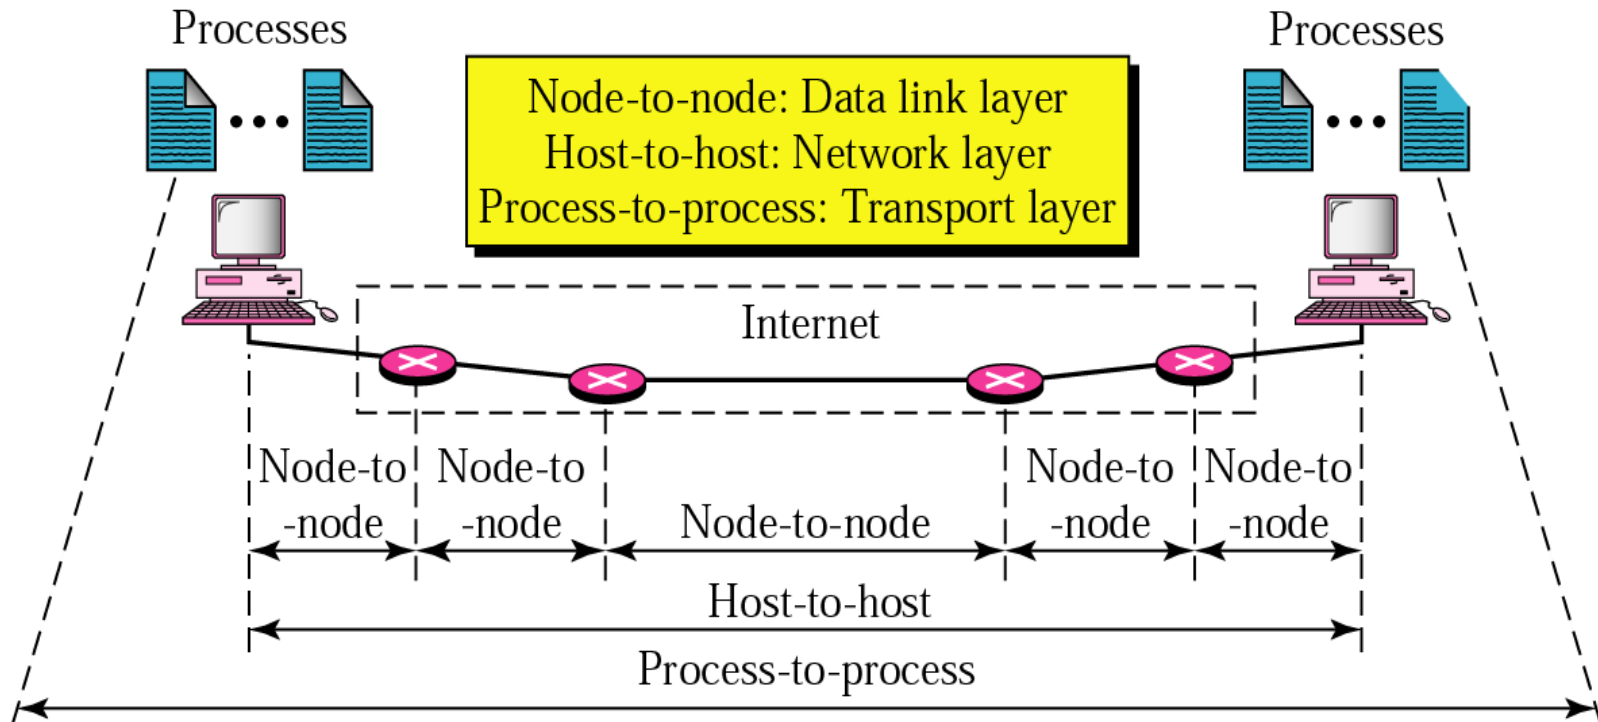 Processes
Processes
Node-to-node: Data link layer
Host-to-host: Network layer
Process-to-process: Transport layer
Internet
Node-to
-node
Node-to
-node
Node-to-node
Node-to
-node
Node-to
-node
Host-to-host
Process-to-process